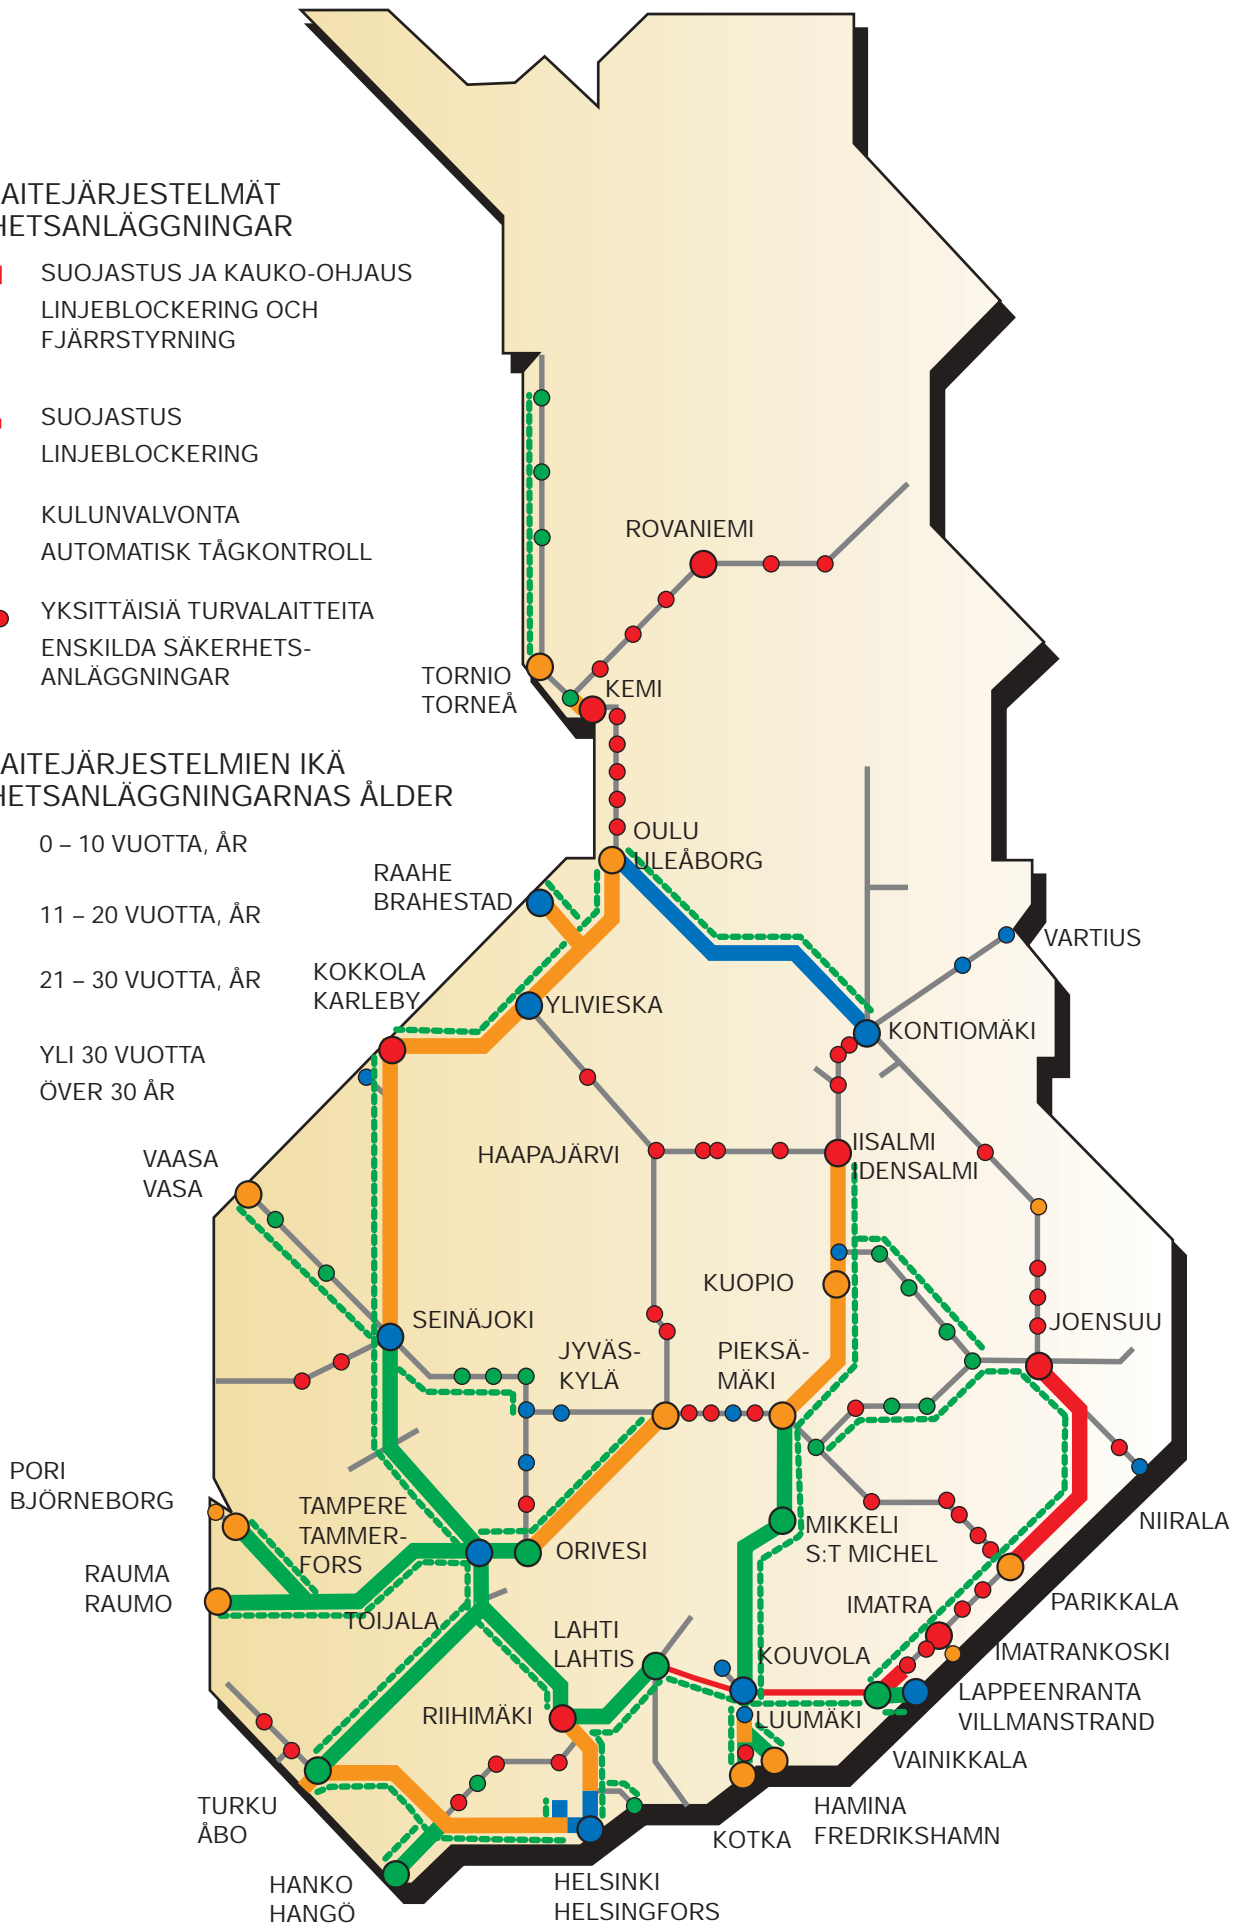 AITEJÄRJESTELMÄT
HETSANLÄGGNINGAR
SUOJASTUS JA KAUKO-OHJAUS
LINJEBLOCKERING OCH
FJÄRRSTYRNING
SUOJASTUS
LINJEBLOCKERING
KULUNVALVONTA
AUTOMATISK TÅGKONTROLL
YKSITTÄISIÄ TURVALAITTEITA
ENSKILDA SÄKERHETS-
ANLÄGGNINGAR
AITEJÄRJESTELMIEN IKÄ
HETSANLÄGGNINGARNAS ÅLDER
0 – 10 VUOTTA, ÅR
11 – 20 VUOTTA, ÅR
21 – 30 VUOTTA, ÅR
YLI 30 VUOTTA
ÖVER 30 ÅR
ROVANIEMI
TORNIO
TORNEÅ
KEMI
OULU
ULEÅBORG
RAAHE
BRAHESTAD
VARTIUS
KOKKOLA
KARLEBY
YLIVIESKA
KONTIOMÄKI
HAAPAJÄRVI
IISALMI
IDENSALMI
VAASA
VASA
KUOPIO
SEINÄJOKI
JOENSUU
JYVÄS-
KYLÄ
PIEKSÄ-
MÄKI
PORI
BJÖRNEBORG
TAMPERE
TAMMER-
FORS
ORIVESI
MIKKELI
S:T MICHEL
NIIRALA
RAUMA
RAUMO
TOIJALA
IMATRA
PARIKKALA
LAHTI
LAHTIS
KOUVOLA
IMATRANKOSKI
RIIHIMÄKI
LUUMÄKI
LAPPEENRANTA
VILLMANSTRAND
VAINIKKALA
TURKU
ÅBO
HAMINA
FREDRIKSHAMN
KOTKA
HANKO
HANGÖ
HELSINKI
HELSINGFORS